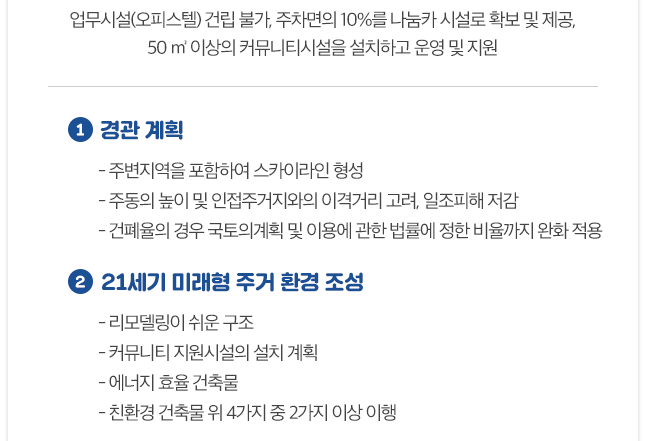 업무시설(오피스텔) 건립 불가, 주차면의 10%를 나눔카 시설로 확보 및 제공,
50 ㎡ 이상의 커뮤니티시설을 설치하고 운영 및 지원
1 경관 계획
- 주변지역을 포함하여 스카이라인 형성
- 주동의 높이 및 인접주거지와의 이격거리 고려, 일조피해 저감
- 건폐율의 경우 국토의계획 및 이용에 관한 법률에 정한 비율까지 완화 적용
2 21세기 미래형 주거 환경 조성
- 리모델링이 쉬운 구조
- 커뮤니티 지원시설의 설치 계획
- 에너지 효율 건축물
- 친환경 건축물 위 4가지 중 2가지 이상 이행